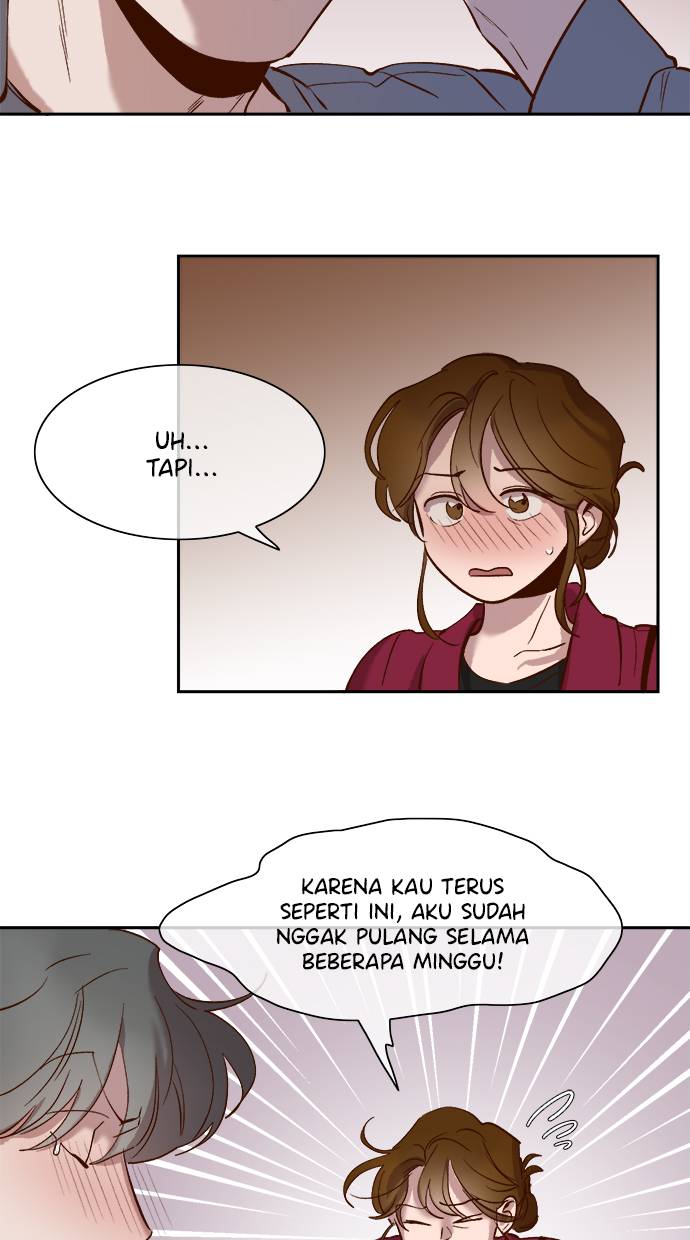 UH...
TAPI...
KARENA KAU TERUS
SEPERTI INI, AKU SUDAH
NGGAK PULANG SELAMA
BEBERAPA MINGGU!